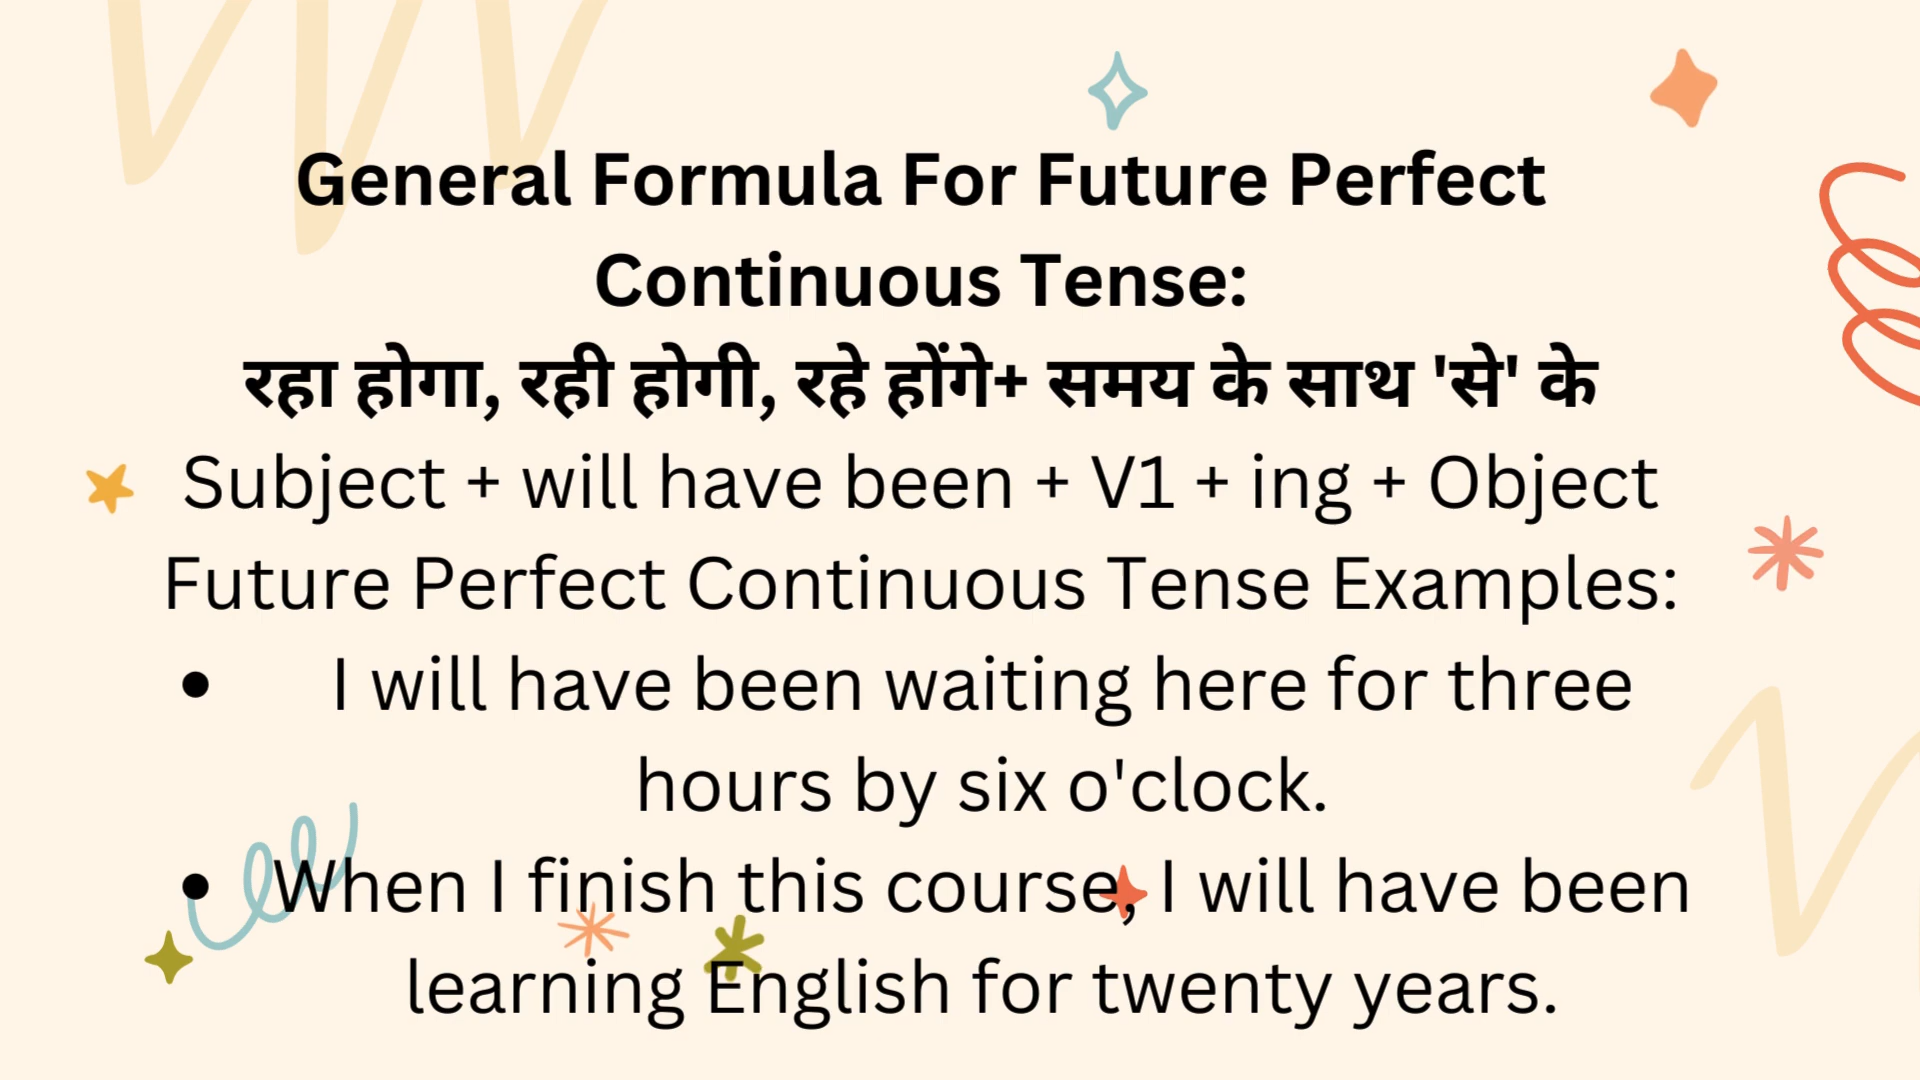 General Formula For Future Perfect
Continuous Tense:
रहा होगा, रही होगी, रहे होंगे+ समय के साथ 'से' के
Subject + will have been + V1 + ing + Object
Future Perfect Continuous Tense Examples:
• I will have been waiting here for three
hours by six o'clock.
• When I finish this course, I will have been
learning English for twenty years.